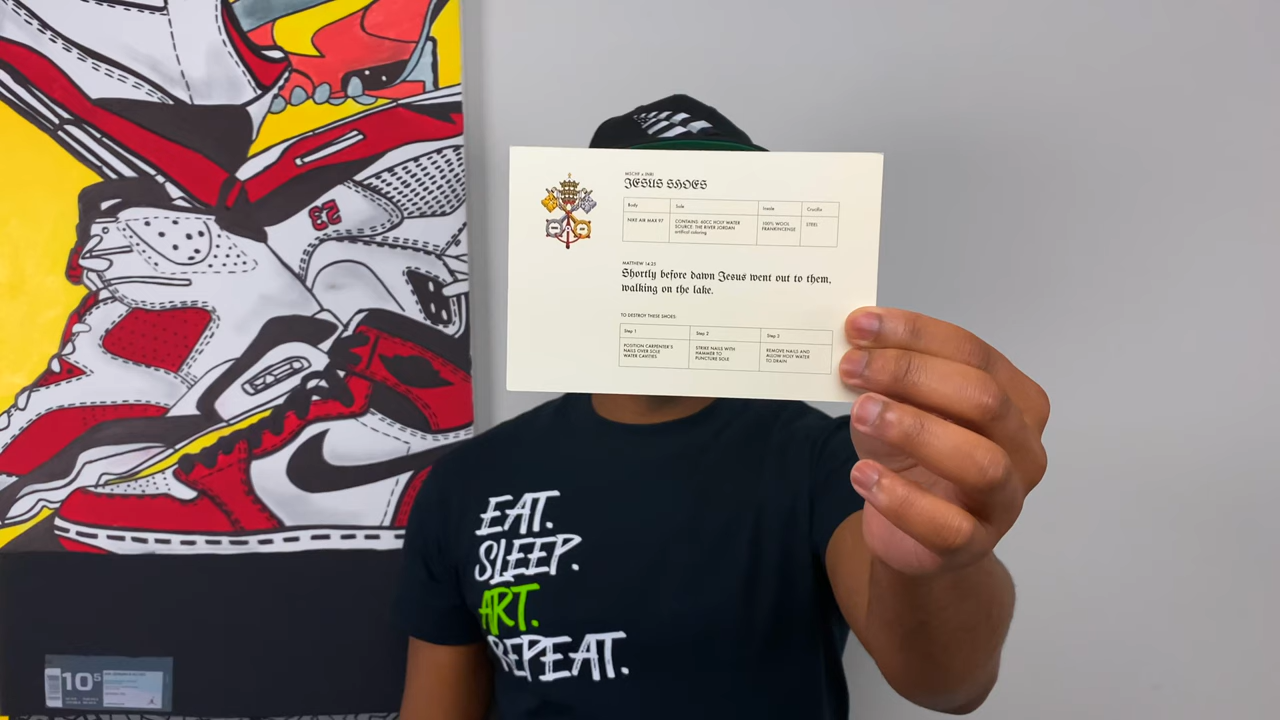 MSCHF x INRI
JESUS SHOES
Body Sole Inside Crucifix
NIKE AIR MAX 97
CONTAINS: 60CC HOLY WATER
SOURCE: THE RIVER JORDAN
artificial coloring
100% WOOL
FRANKINCENSE
STEEL
MATTHEW 14:25
Shortly before dawn Jesus went out to them,
walking on the lake.
TO DESTROY THESE SHOES:
Step 1 Step 2 Step 3
POSITION CARPENTER'S
NAILS OVER SOLE
WATER CAVITIES
STRIKE NAILS WITH
HAMMER TO
PUNCTURE SOLE
REMOVE NAILS AND
ALLOW HOLY WATER
TO DRAIN
EAT.
SLEEP.
ART.
REPEAT.
23
10⁵